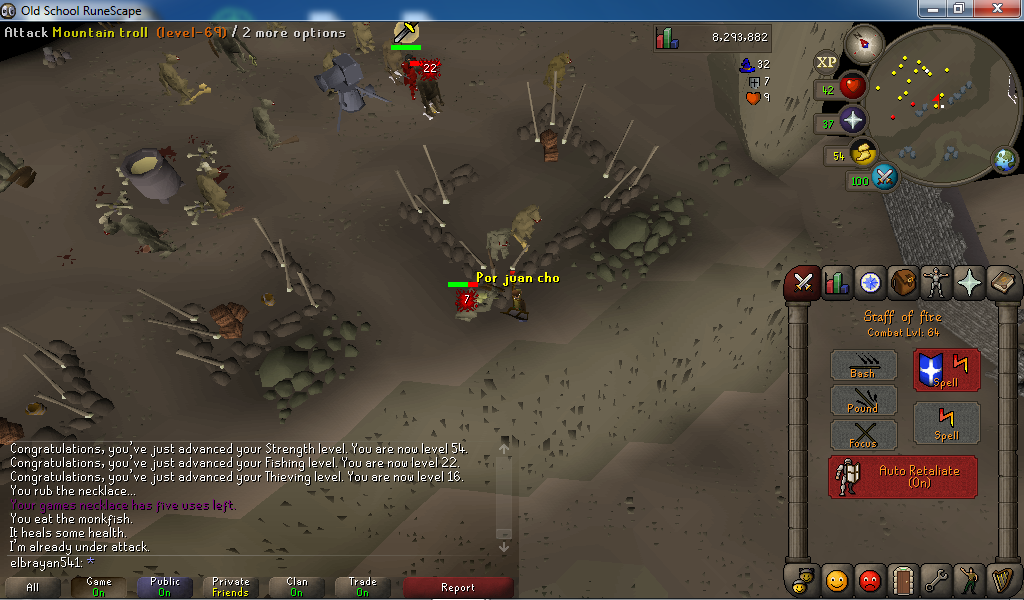 Old School RuneScape
Attack Mountain troll (level-69) / 2 more options
8,293,882
22
32
7
9
XP
42
37
54
100
Por juan cho
7
Staff of fire
Combat Lvl: 64
Bash
Spell
Pound
Spell
Focus
Auto Retaliate
(On)
Congratulations, you've just advanced your Strength level. You are now level 54.
Congratulations, you've just advanced your Fishing level. You are now level 22.
Congratulations, you've just advanced your Thieving level. You are now level 16.
You rub the necklace...
Your games necklace has five uses left.
You eat the monkfish.
It heals some health.
I'm already under attack.
elbrayan541: *
All
Game
On
Public
On
Private
Friends
Clan
On
Trade
On
Report